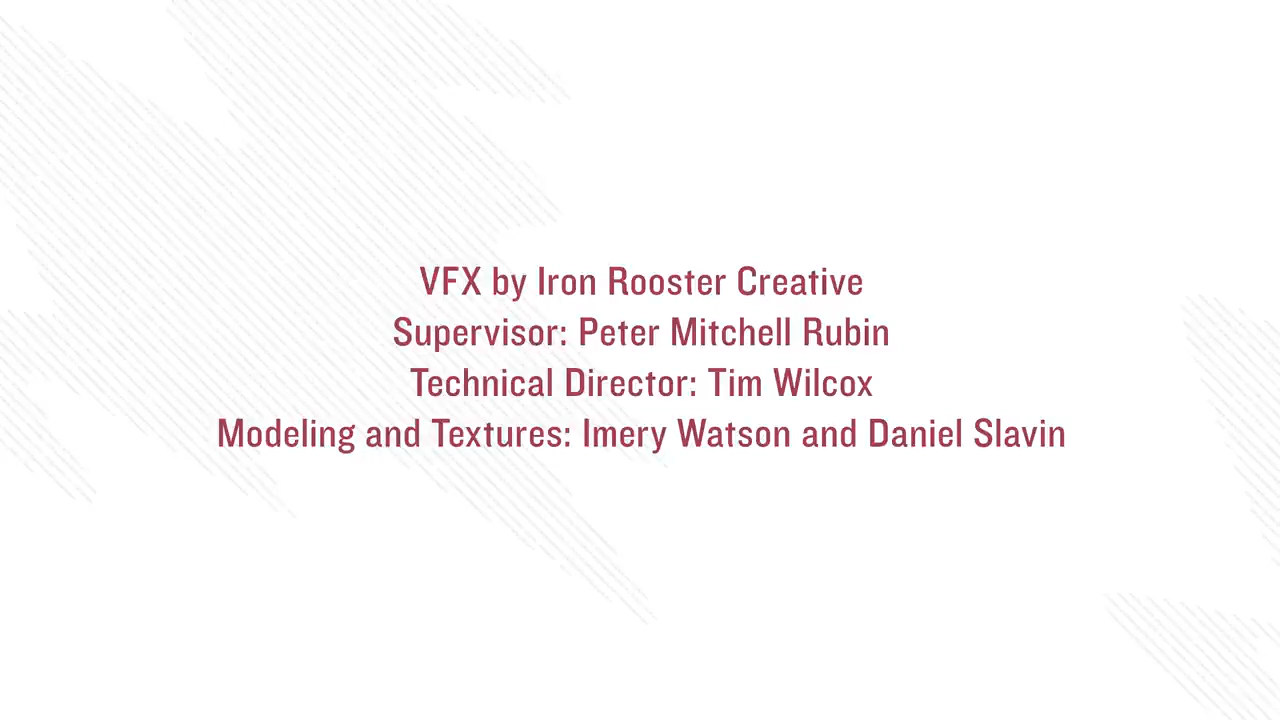 VFX by Iron Rooster Creative
Supervisor: Peter Mitchell Rubin
Technical Director: Tim Wilcox
Modeling and Textures: Imery Watson and Daniel Slavin